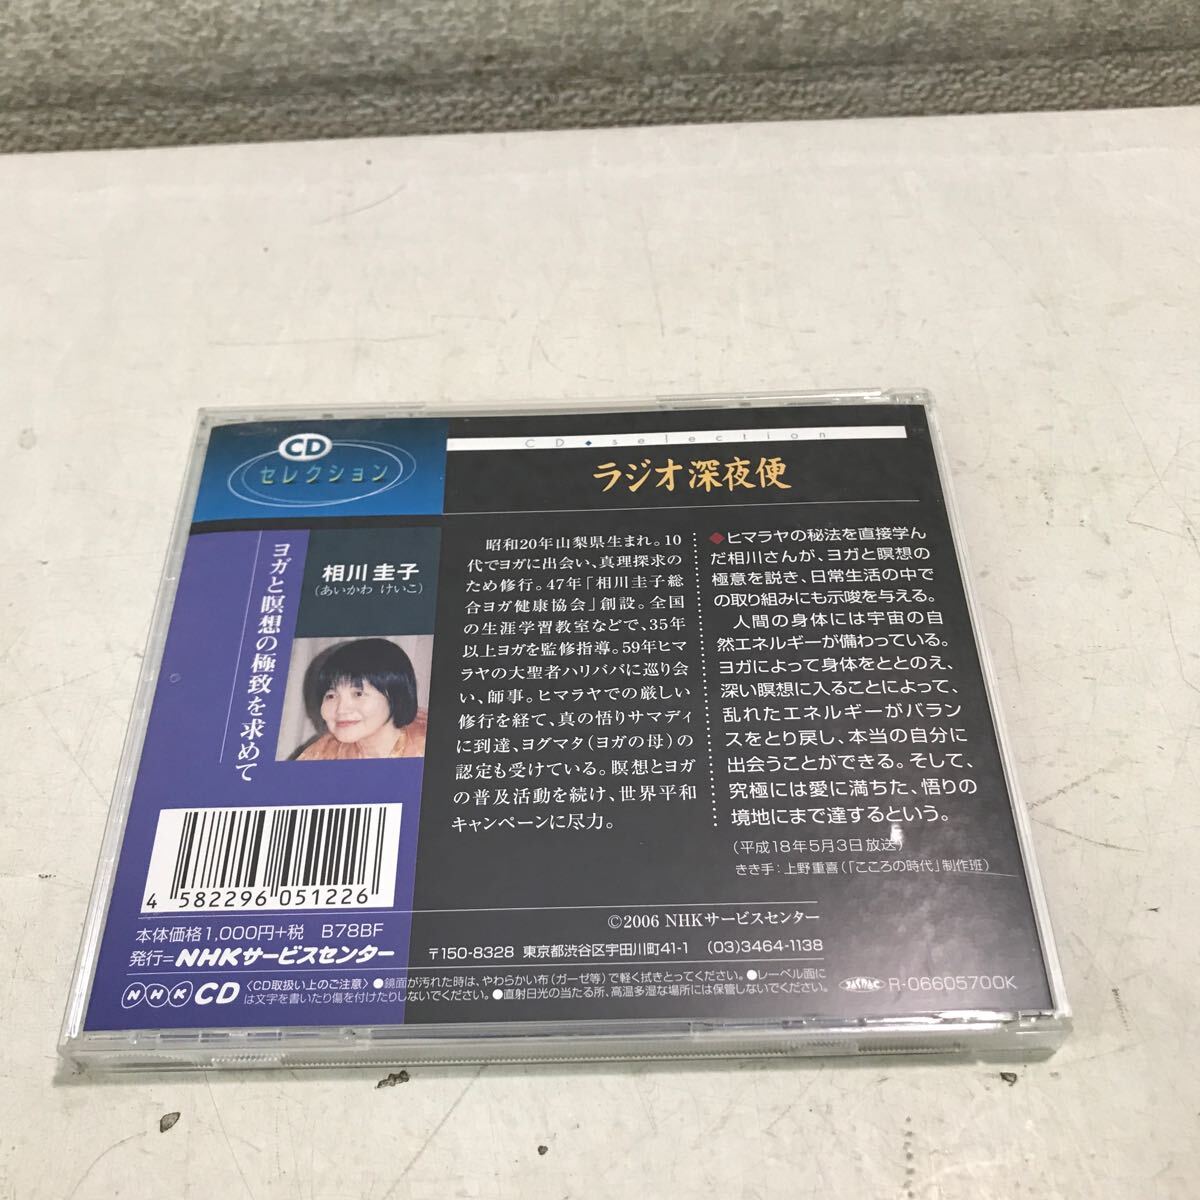 CD
セレクション
CD◆selection
ラジオ深夜便
ヨガと瞑想の極致を求めて
相川 圭子
(あいかわ けいこ)
昭和20年山梨県生まれ。10
代でヨガに出会い、真理探求の
ため修行。47年「相川圭子総
合ヨガ健康協会」創設。全国
の生涯学習教室などで、35年
以上ヨガを監修指導。59年ヒマ
ラヤの大聖者ハリババに巡り会
い、師事。ヒマラヤでの厳しい
修行を経て、真の悟りサマディ
に到達、ヨグマタ(ヨガの母)の
認定も受けている。瞑想とヨガ
の普及活動を続け、世界平和
キャンペーンに尽力。
◆ヒマラヤの秘法を直接学ん
だ相川さんが、ヨガと瞑想の
極意を説き、日常生活の中で
の取り組みにも示唆を与える。
人間の身体には宇宙の自
然エネルギーが備わっている。
ヨガによって身体をととのえ、
深い瞑想に入ることによって、
乱れたエネルギーがバラン
スをとり戻し、本当の自分に
出会うことができる。そして、
究極には愛に満ちた、悟りの
境地にまで達するという。
(平成18年5月3日放送)
きき手:上野重喜(「こころの時代」制作班)
4 582296 051226
本体価格1,000円+税 B78BF
発行=NHKサービスセンター
©2006 NHKサービスセンター
〒150-8328 東京都渋谷区宇田川町41-1 (03)3464-1138
NHK CD
〈CD取扱い上のご注意〉●鏡面が汚れた時は、やわらかい布(ガーゼ等)で軽く拭きとってください。●レーベル面に
は文字を書いたり傷を付けたりしないでください。●直射日光の当たる所、高温多湿な場所には保管しないでください。
JASRAC R-0660570OK